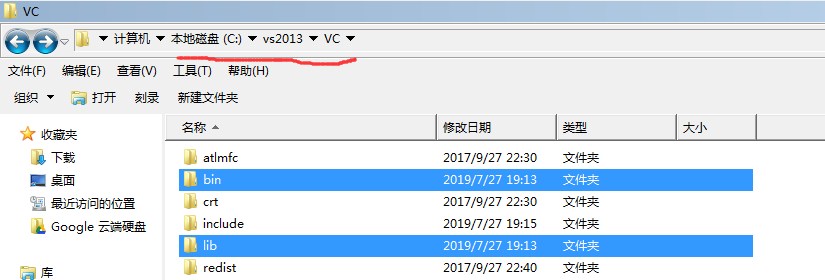 VC
计算机 本地磁盘 (C:) vs2013 VC
文件(F) 编辑(E) 查看(V) 工具(T) 帮助(H)
组织 打开 刻录 新建文件夹
收藏夹
下载
桌面
最近访问的位置
Google 云端硬盘
库
名称 修改日期 类型 大小
atlmfc 2017/9/27 22:30 文件夹
bin 2019/7/27 19:13 文件夹
crt 2017/9/27 22:30 文件夹
include 2019/7/27 19:15 文件夹
lib 2019/7/27 19:13 文件夹
redist 2017/9/27 22:40 文件夹